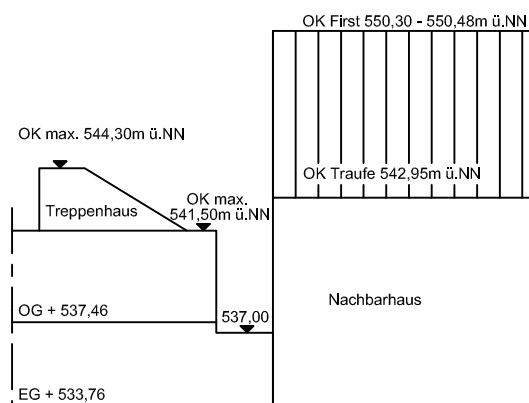 OK First 550,30 - 550,48m ü.NN
OK max. 544,30m ü.NN
OK Traufe 542,95m ü.NN
OK max.
541,50m ü.NN
Treppenhaus
Nachbarhaus
OG + 537,46
537,00
EG + 533,76